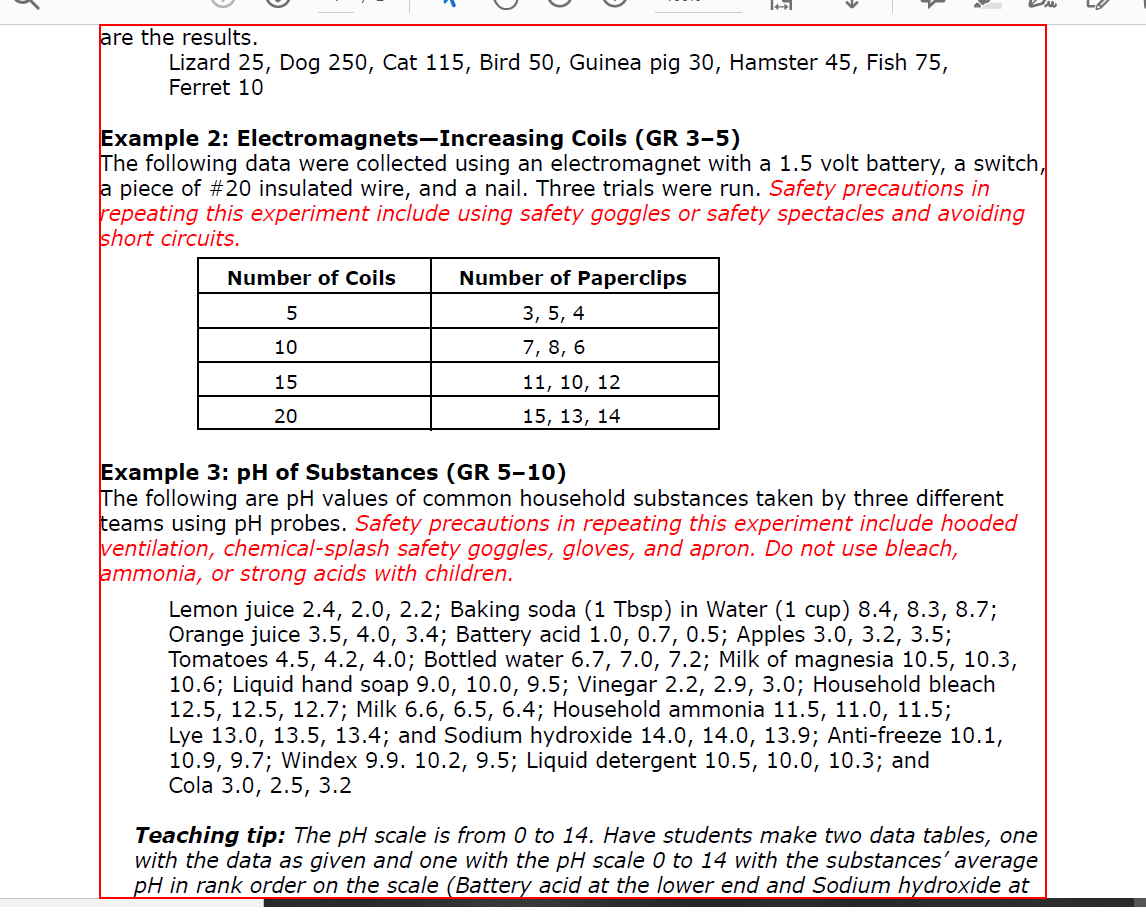 are the results.
Lizard 25, Dog 250, Cat 115, Bird 50, Guinea pig 30, Hamster 45, Fish 75,
Ferret 10
Example 2: Electromagnets—Increasing Coils (GR 3–5)
The following data were collected using an electromagnet with a 1.5 volt battery, a switch,
a piece of #20 insulated wire, and a nail. Three trials were run. Safety precautions in
repeating this experiment include using safety goggles or safety spectacles and avoiding
short circuits.
Number of Coils Number of Paperclips
5 3, 5, 4
10 7, 8, 6
15 11, 10, 12
20 15, 13, 14
Example 3: pH of Substances (GR 5–10)
The following are pH values of common household substances taken by three different
teams using pH probes. Safety precautions in repeating this experiment include hooded
ventilation, chemical-splash safety goggles, gloves, and apron. Do not use bleach,
ammonia, or strong acids with children.
Lemon juice 2.4, 2.0, 2.2; Baking soda (1 Tbsp) in Water (1 cup) 8.4, 8.3, 8.7;
Orange juice 3.5, 4.0, 3.4; Battery acid 1.0, 0.7, 0.5; Apples 3.0, 3.2, 3.5;
Tomatoes 4.5, 4.2, 4.0; Bottled water 6.7, 7.0, 7.2; Milk of magnesia 10.5, 10.3,
10.6; Liquid hand soap 9.0, 10.0, 9.5; Vinegar 2.2, 2.9, 3.0; Household bleach
12.5, 12.5, 12.7; Milk 6.6, 6.5, 6.4; Household ammonia 11.5, 11.0, 11.5;
Lye 13.0, 13.5, 13.4; and Sodium hydroxide 14.0, 14.0, 13.9; Anti-freeze 10.1,
10.9, 9.7; Windex 9.9. 10.2, 9.5; Liquid detergent 10.5, 10.0, 10.3; and
Cola 3.0, 2.5, 3.2
Teaching tip: The pH scale is from 0 to 14. Have students make two data tables, one
with the data as given and one with the pH scale 0 to 14 with the substances’ average
pH in rank order on the scale (Battery acid at the lower end and Sodium hydroxide at